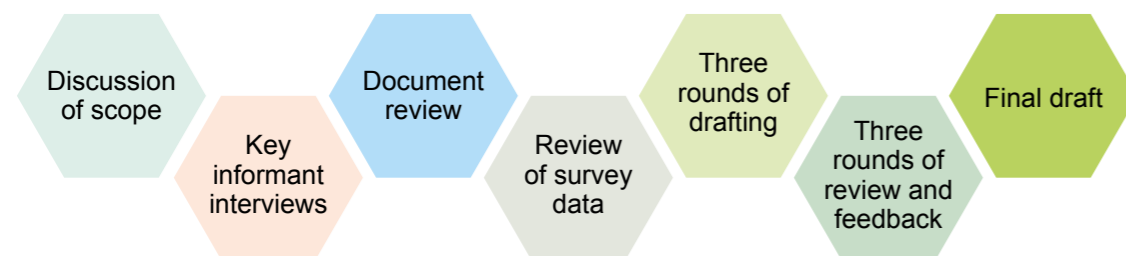 Discussion
of scope
Key
informant
interviews
Document
review
Review
of survey
data
Three
rounds of
drafting
Three
rounds of
review and
feedback
Final draft